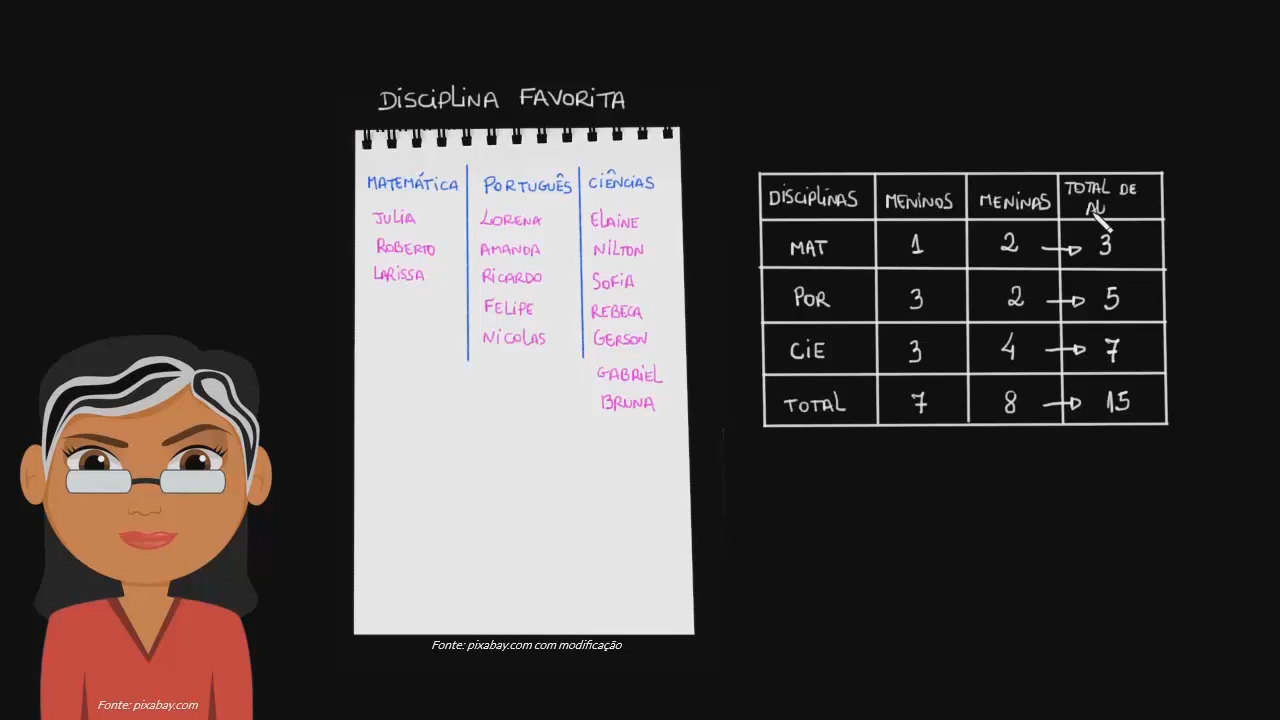 DISCIPLINA FAVORITA
MATEMÁTICA PORTUGUÊS CIÊNCIAS
JULIA LORENA ELAINE
ROBERTO AMANDA NILTON
LARISSA RICARDO SOFIA
FELIPE REBECA
NICOLAS GERSON
GABRIEL
BRUNA
Fonte: pixabay.com com modificação
DISCIPLINAS MENINOS MENINAS TOTAL DE
AL
MAT 1 2 → 3
POR 3 2 → 5
CIE 3 4 → 7
TOTAL 7 8 → 15
Fonte: pixabay.com